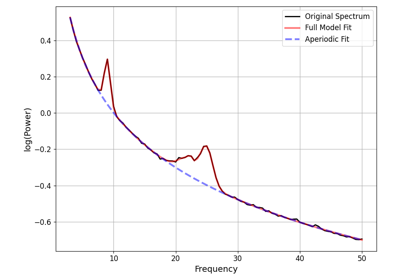 Original Spectrum
Full Model Fit
Aperiodic Fit
log(Power)
0.4
0.2
0.0
−0.2
−0.4
−0.6
10 20 30 40 50
Frequency